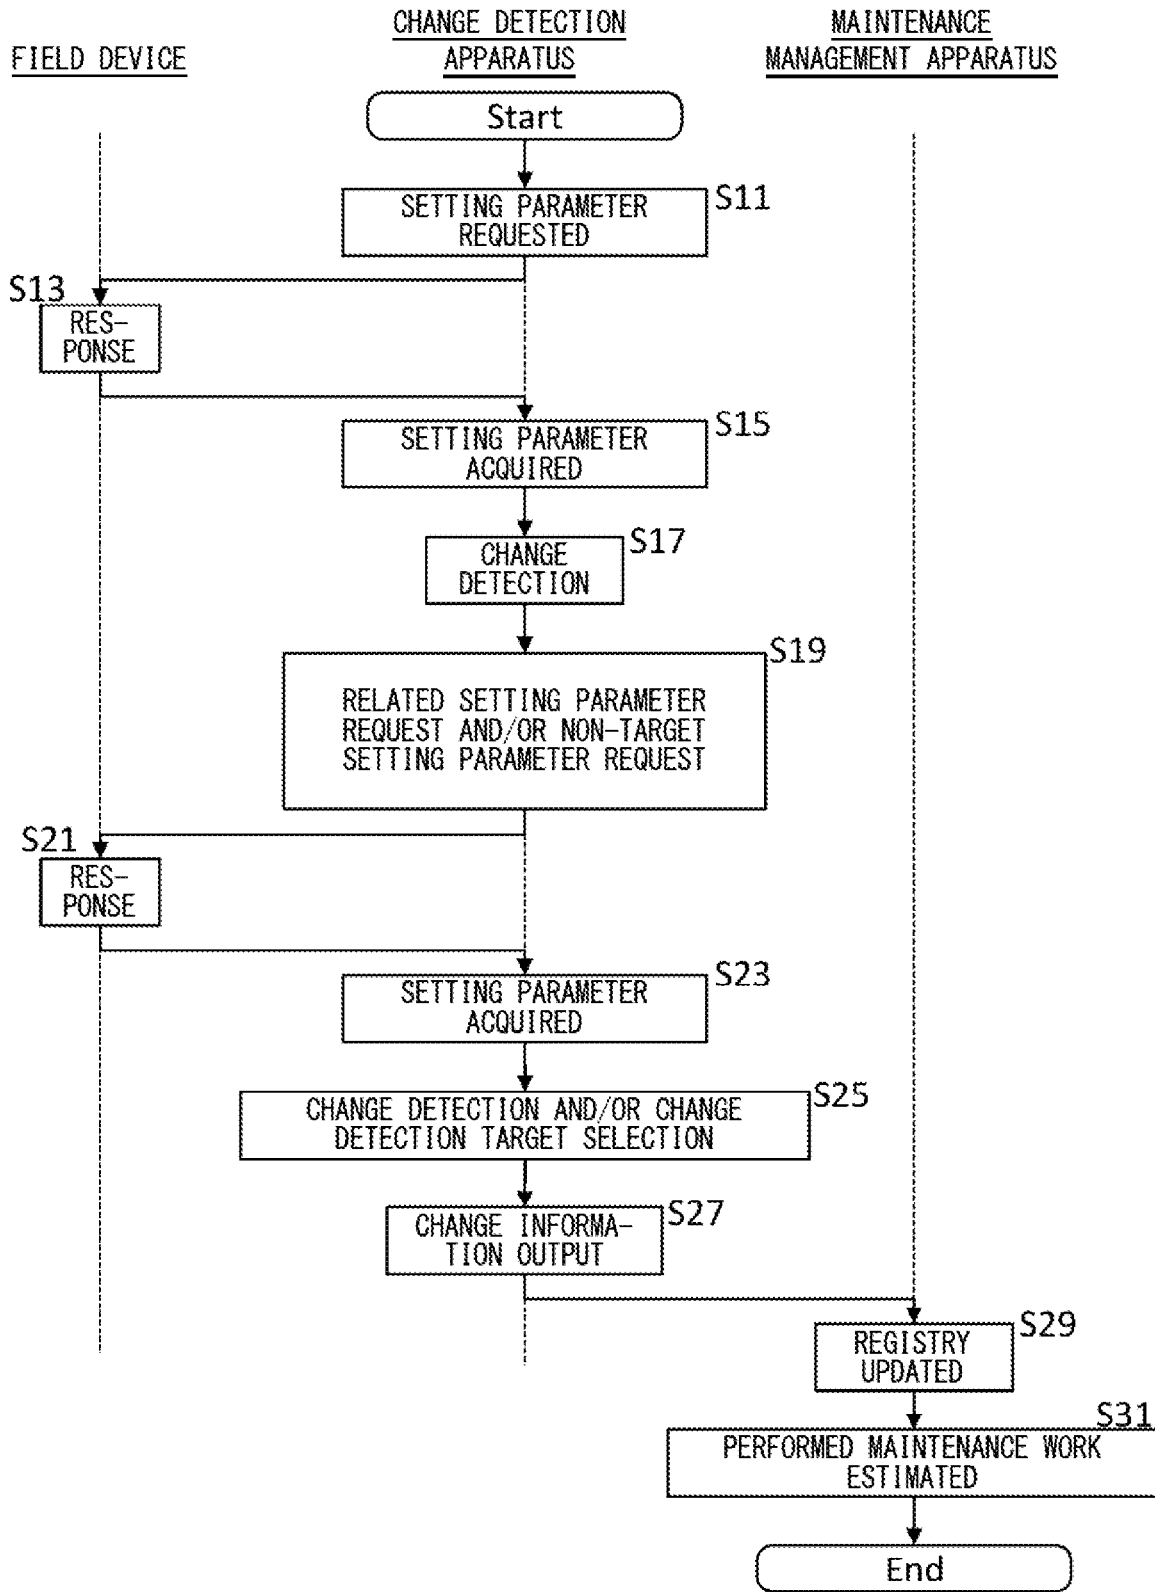 FIELD DEVICE
CHANGE DETECTION
APPARATUS
MAINTENANCE
MANAGEMENT APPARATUS
Start
S11
SETTING PARAMETER
REQUESTED
S13
RES-
PONSE
S15
SETTING PARAMETER
ACQUIRED
S17
CHANGE
DETECTION
S19
RELATED SETTING PARAMETER
REQUEST AND/OR NON-TARGET
SETTING PARAMETER REQUEST
S21
RES-
PONSE
S23
SETTING PARAMETER
ACQUIRED
S25
CHANGE DETECTION AND/OR CHANGE
DETECTION TARGET SELECTION
S27
CHANGE INFORMA-
TION OUTPUT
S29
REGISTRY
UPDATED
S31
PERFORMED MAINTENANCE WORK
ESTIMATED
End